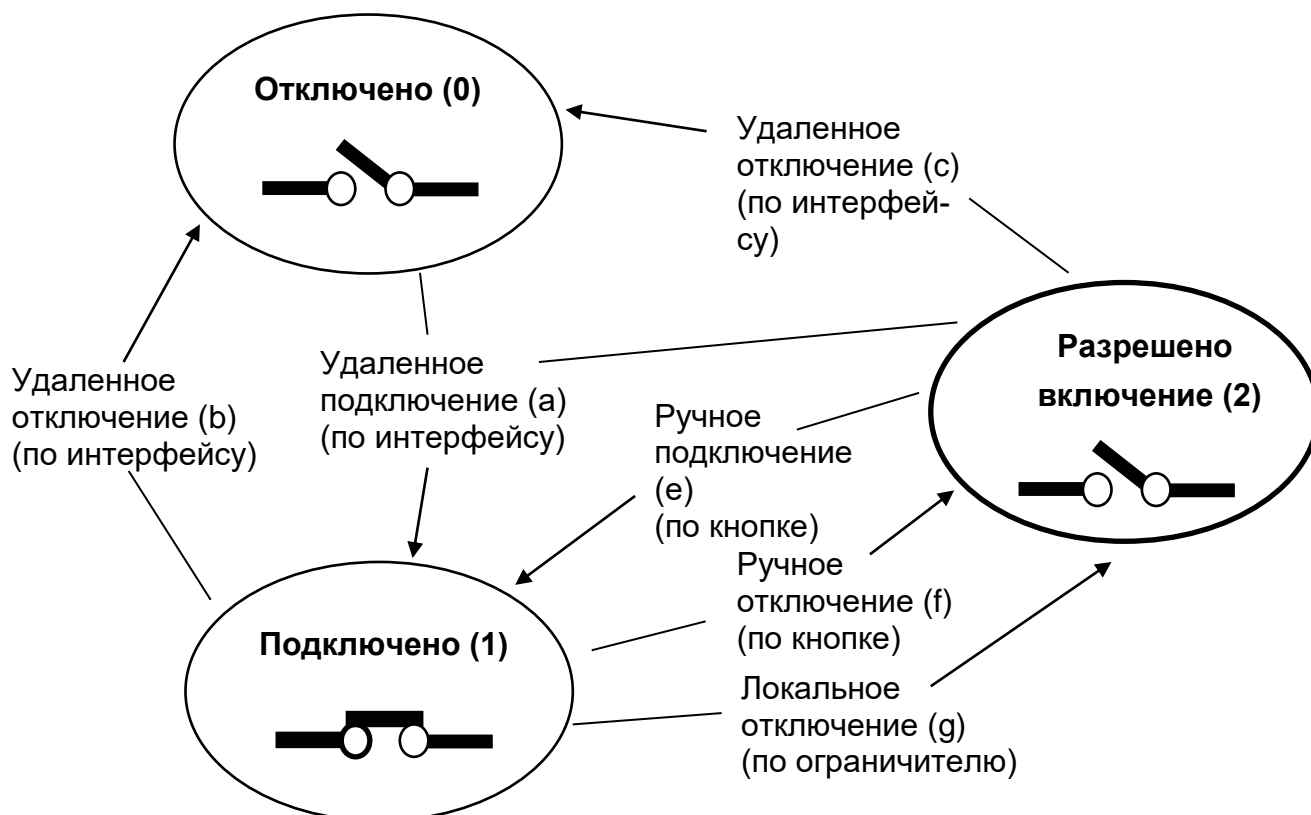 Отключено (0)
Удаленное
отключение (c)
(по интерфей-
су)
Разрешено
включение (2)
Удаленное
отключение (b)
(по интерфейсу)
Удаленное
подключение (a)
(по интерфейсу)
Ручное
подключение
(e)
(по кнопке)
Ручное
отключение (f)
(по кнопке)
Подключено (1)
Локальное
отключение (g)
(по ограничителю)